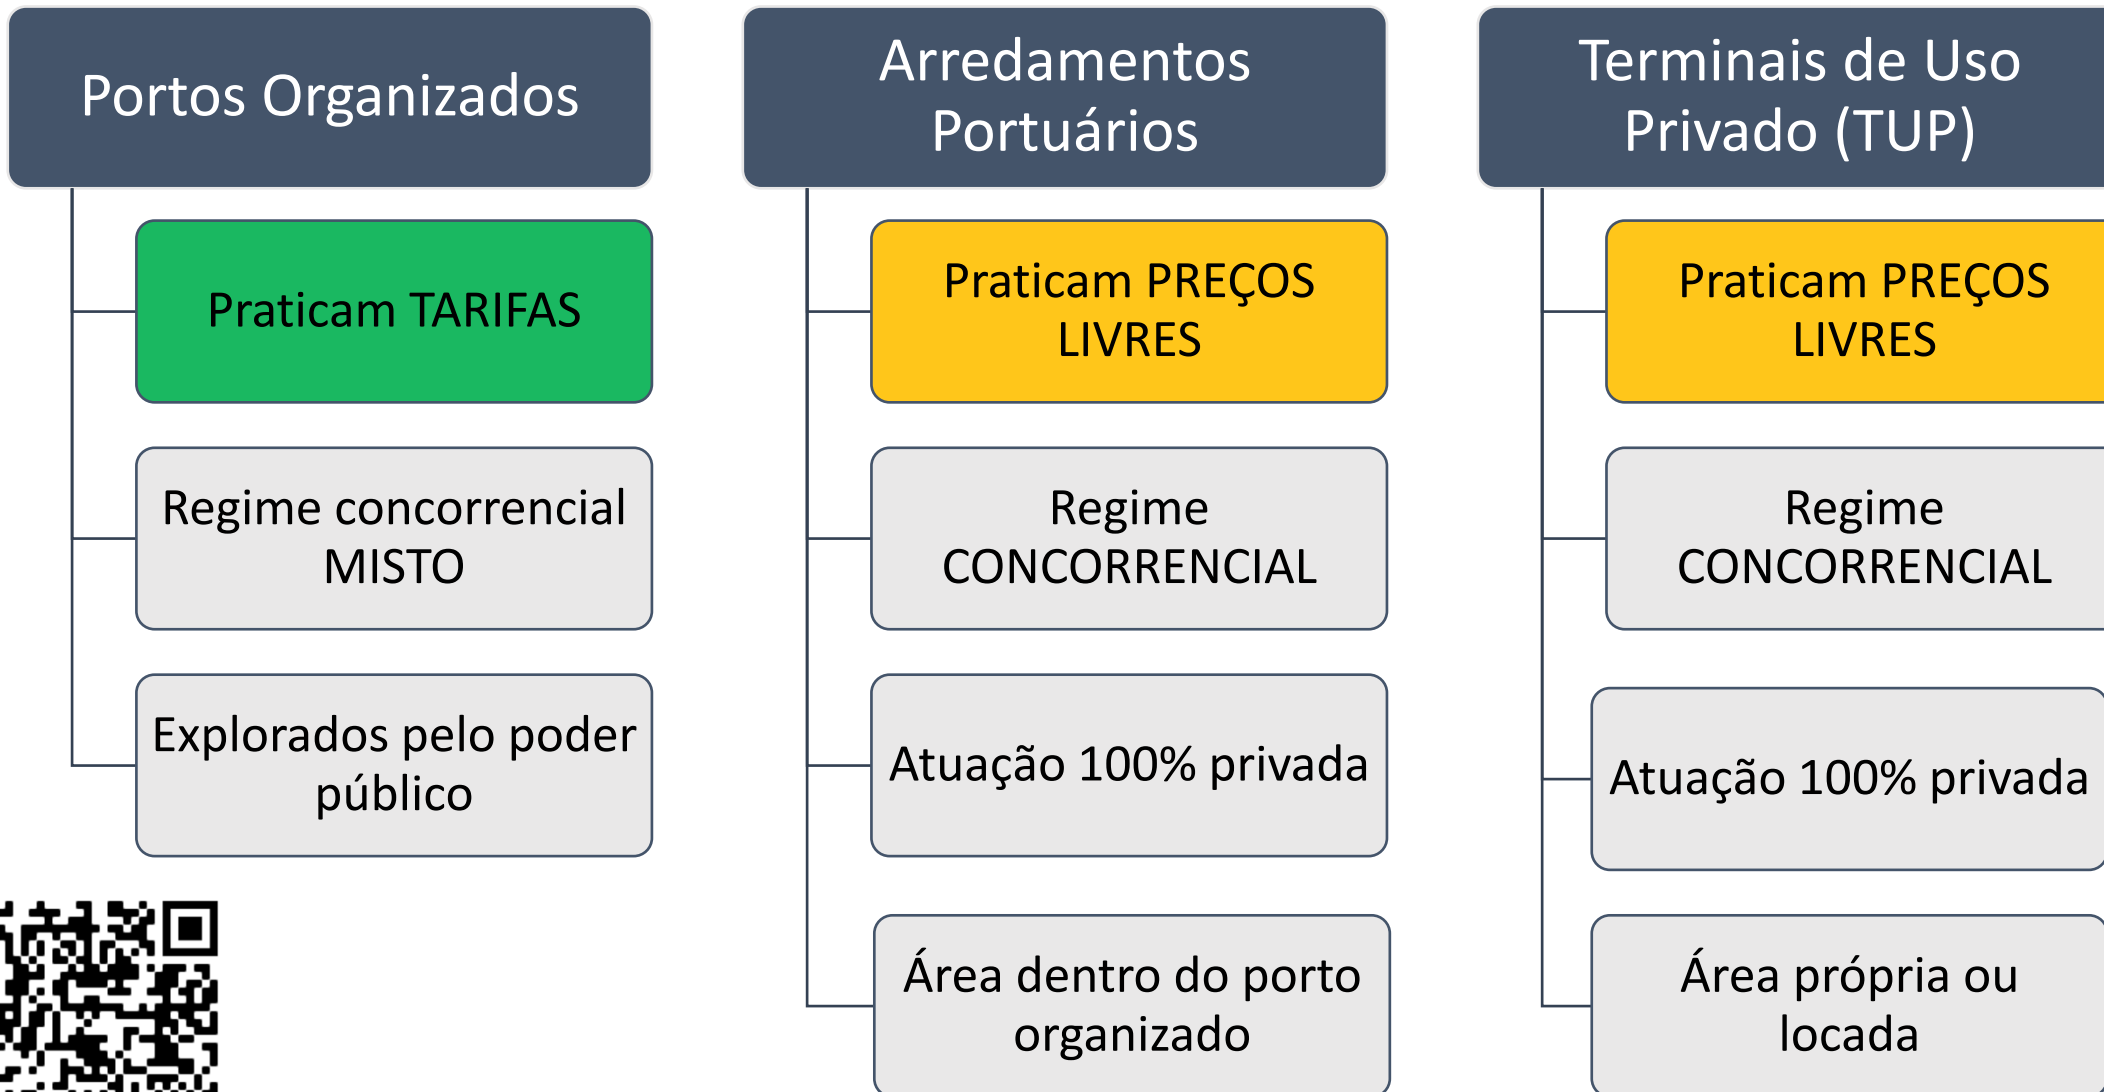 Portos Organizados
Praticam TARIFAS
Regime concorrencial
MISTO
Explorados pelo poder
público
Arredamentos
Portuários
Praticam PREÇOS
LIVRES
Regime
CONCORRENCIAL
Atuação 100% privada
Área dentro do porto
organizado
Terminais de Uso
Privado (TUP)
Praticam PREÇOS
LIVRES
Regime
CONCORRENCIAL
Atuação 100% privada
Área própria ou
locada